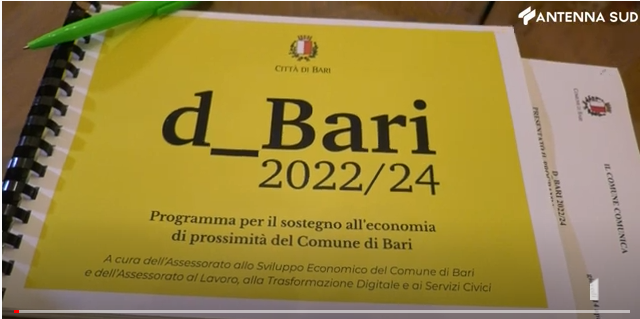 ANTENNA SUD
CITTÀ DI BARI
d_Bari
2022/24
Programma per il sostegno all'economia
di prossimità del Comune di Bari
A cura dell'Assessorato allo Sviluppo Economico del Comune di Bari
e dell'Assessorato al Lavoro, alla Trasformazione Digitale e ai Servizi Civici
IL COMUNE COMUNICA
D_BARI 2022/24